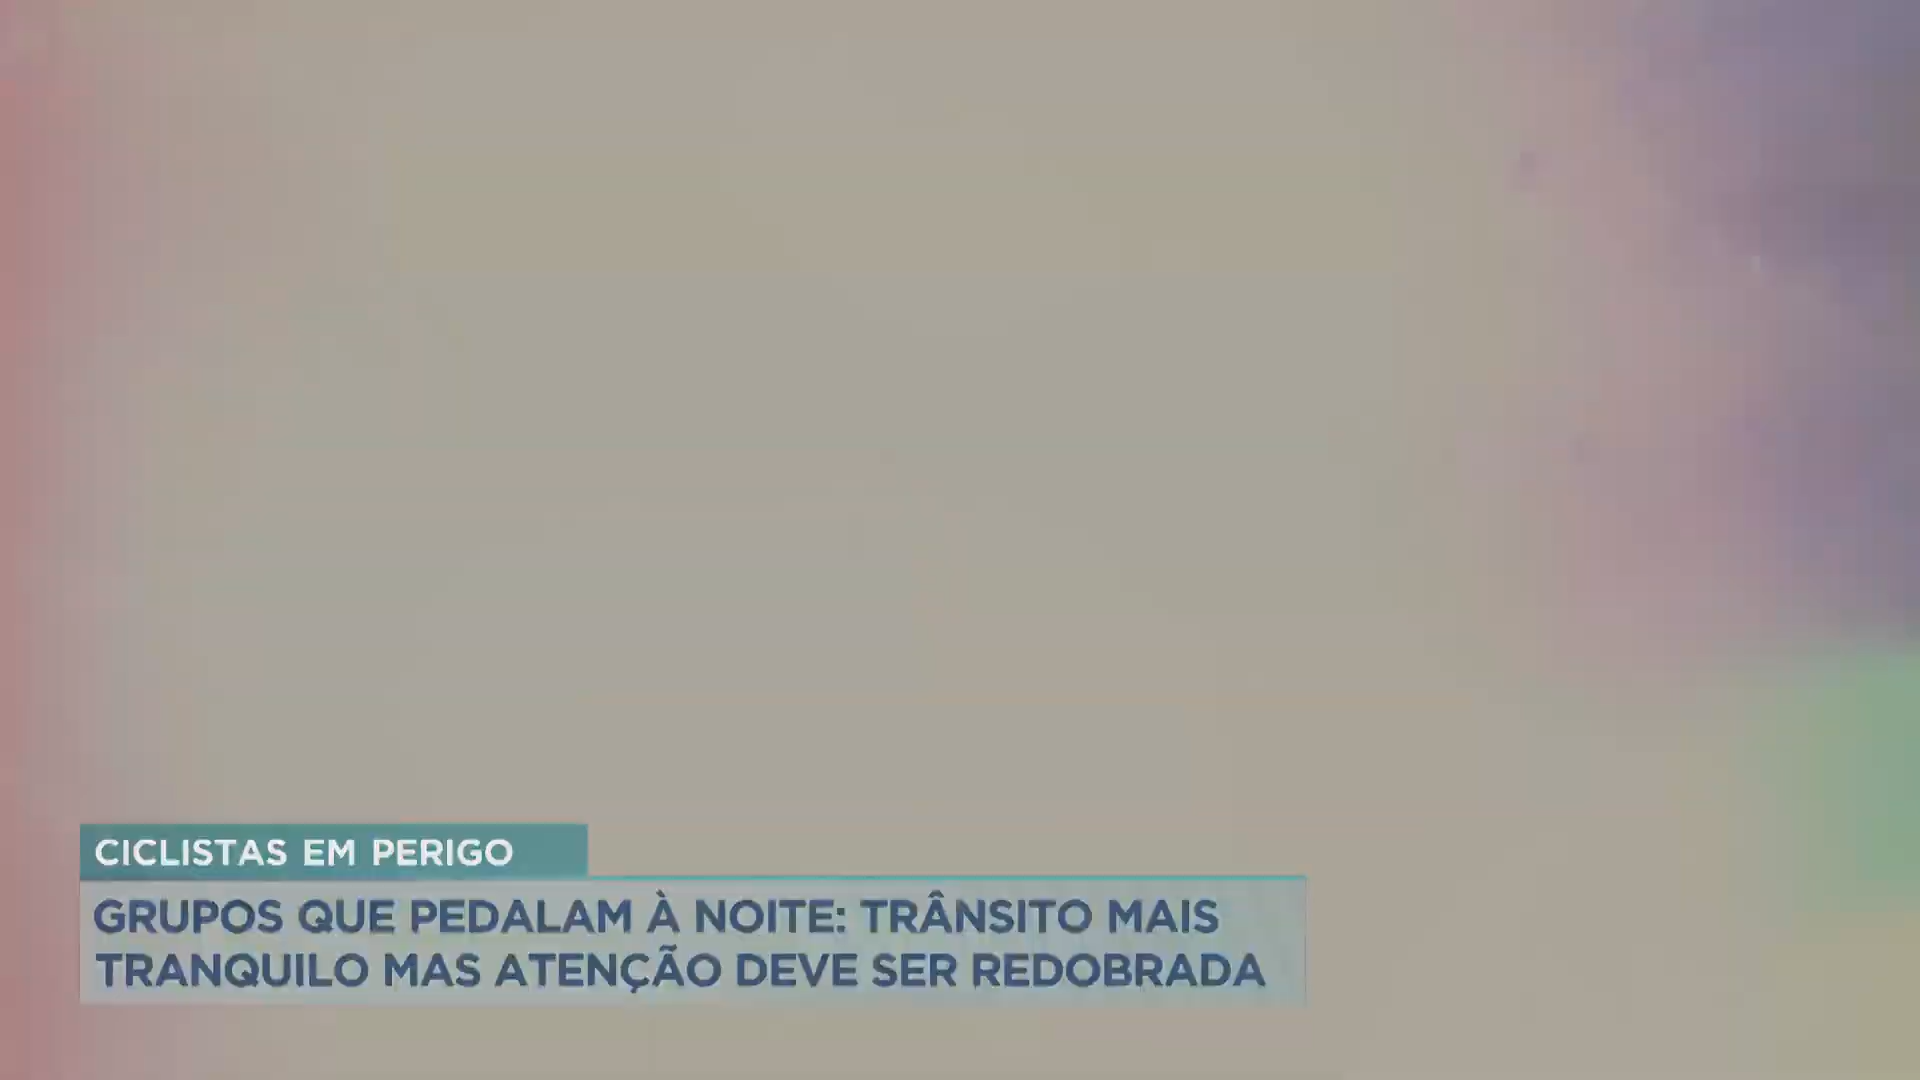 CICLISTAS EM PERIGO
GRUPOS QUE PEDALAM À NOITE: TRÂNSITO MAIS
TRANQUILO MAS ATENÇÃO DEVE SER REDOBRADA